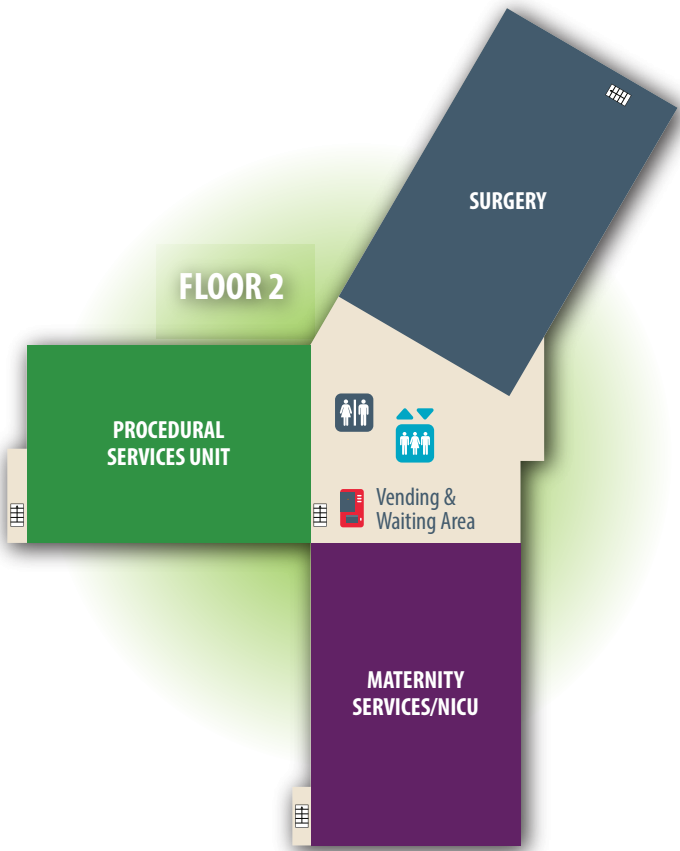 SURGERY
FLOOR 2
PROCEDURAL
SERVICES UNIT
Vending &
Waiting Area
MATERNITY
SERVICES/NICU